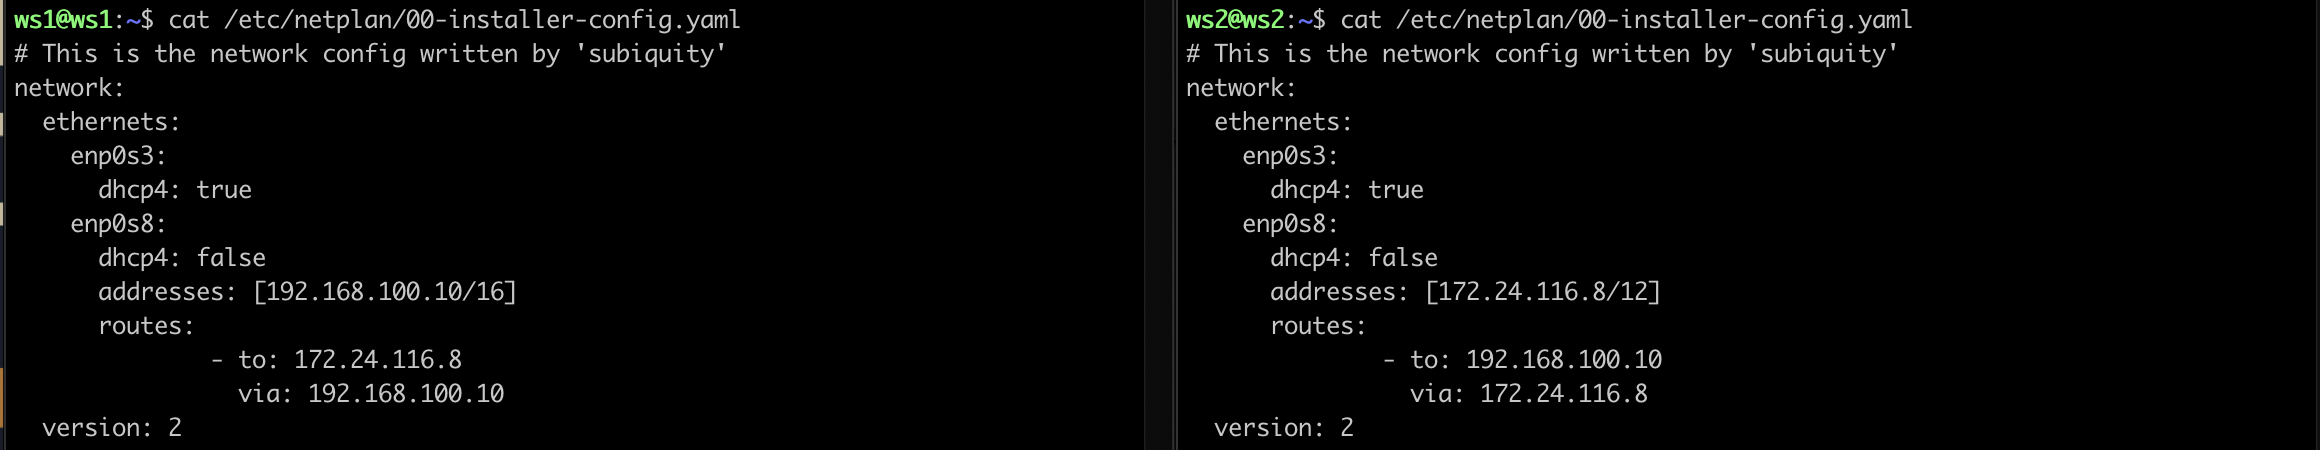 ws1@ws1:~$ cat /etc/netplan/00-installer-config.yaml
# This is the network config written by 'subiquity'
network:
  ethernets:
    enp0s3:
      dhcp4: true
    enp0s8:
      dhcp4: false
      addresses: [192.168.100.10/16]
      routes:
              - to: 172.24.116.8
                via: 192.168.100.10
  version: 2
ws2@ws2:~$ cat /etc/netplan/00-installer-config.yaml
# This is the network config written by 'subiquity'
network:
  ethernets:
    enp0s3:
      dhcp4: true
    enp0s8:
      dhcp4: false
      addresses: [172.24.116.8/12]
      routes:
              - to: 192.168.100.10
                via: 172.24.116.8
  version: 2